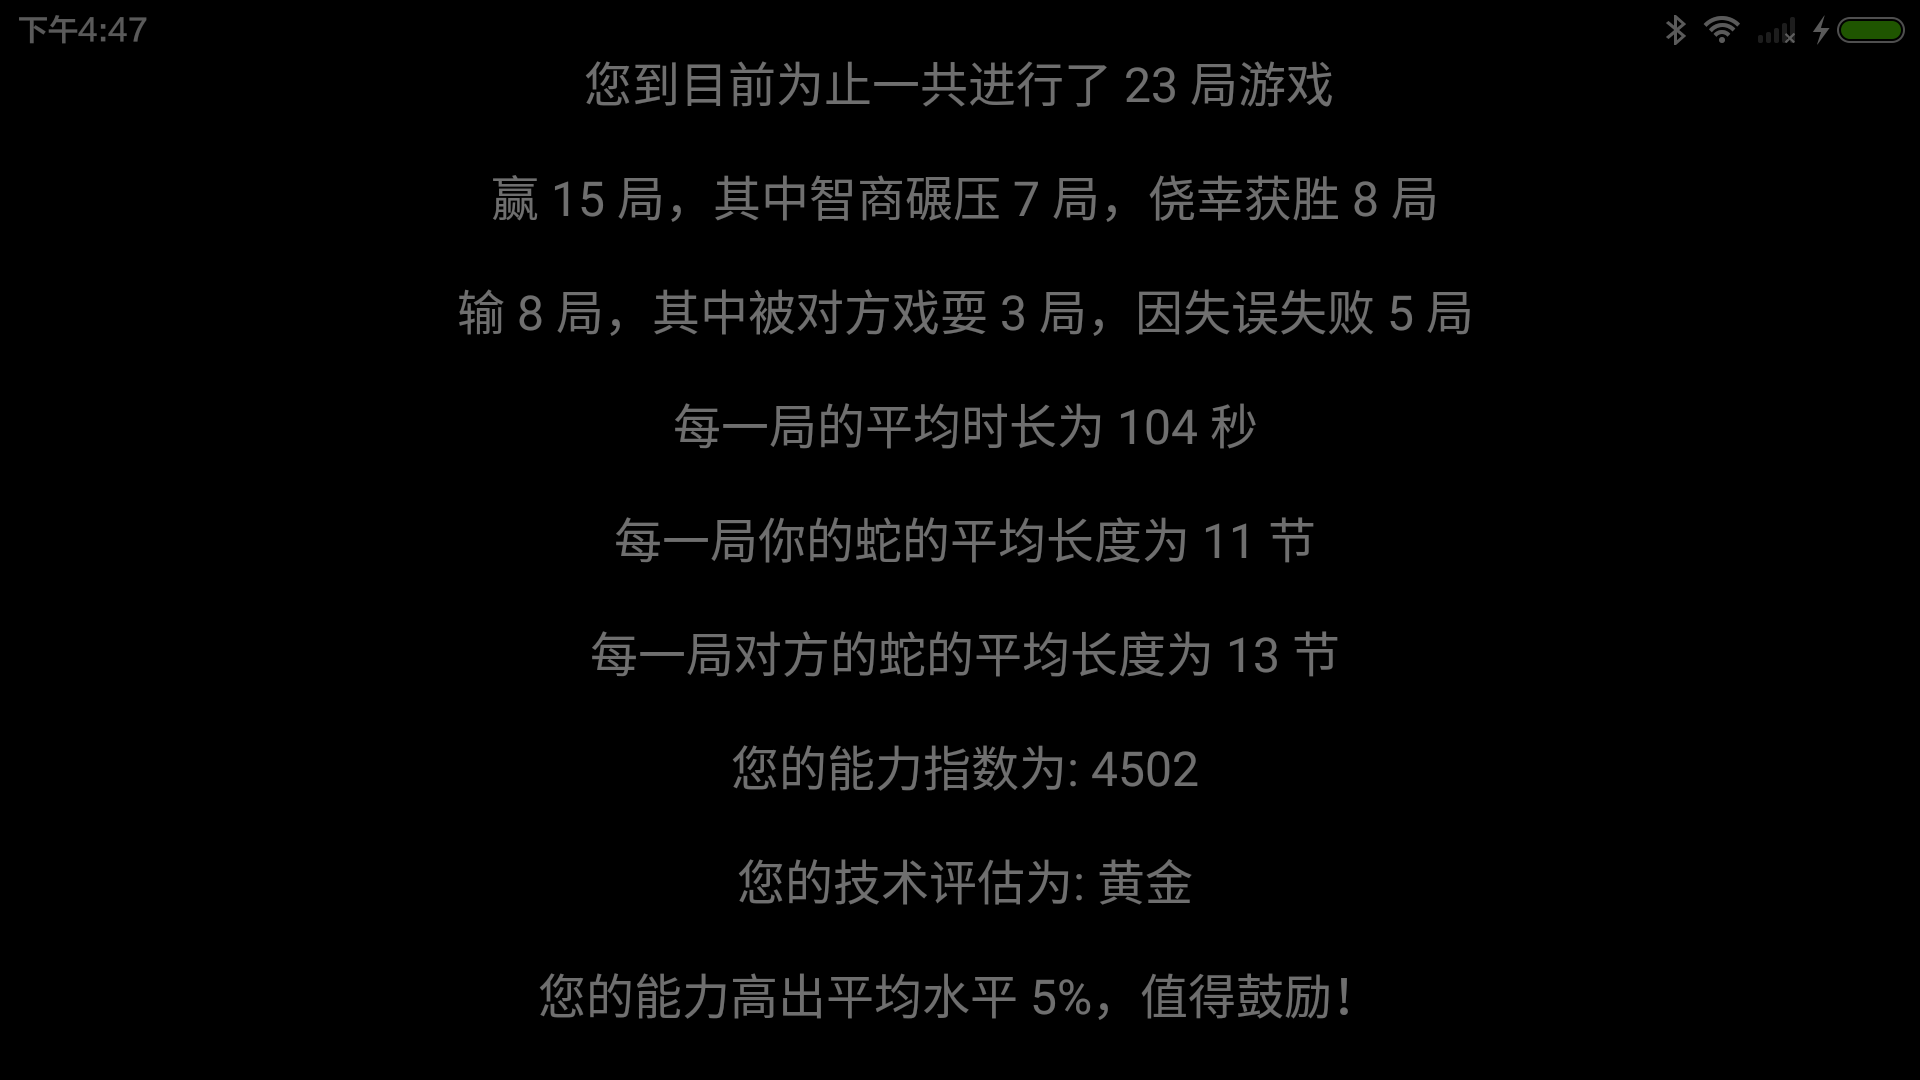 下午4:47
您到目前为止一共进行了 23 局游戏
赢 15 局，其中智商碾压 7 局，侥幸获胜 8 局
输 8 局，其中被对方戏耍 3 局，因失误失败 5 局
每一局的平均时长为 104 秒
每一局你的蛇的平均长度为 11 节
每一局对方的蛇的平均长度为 13 节
您的能力指数为: 4502
您的技术评估为: 黄金
您的能力高出平均水平 5%，值得鼓励！